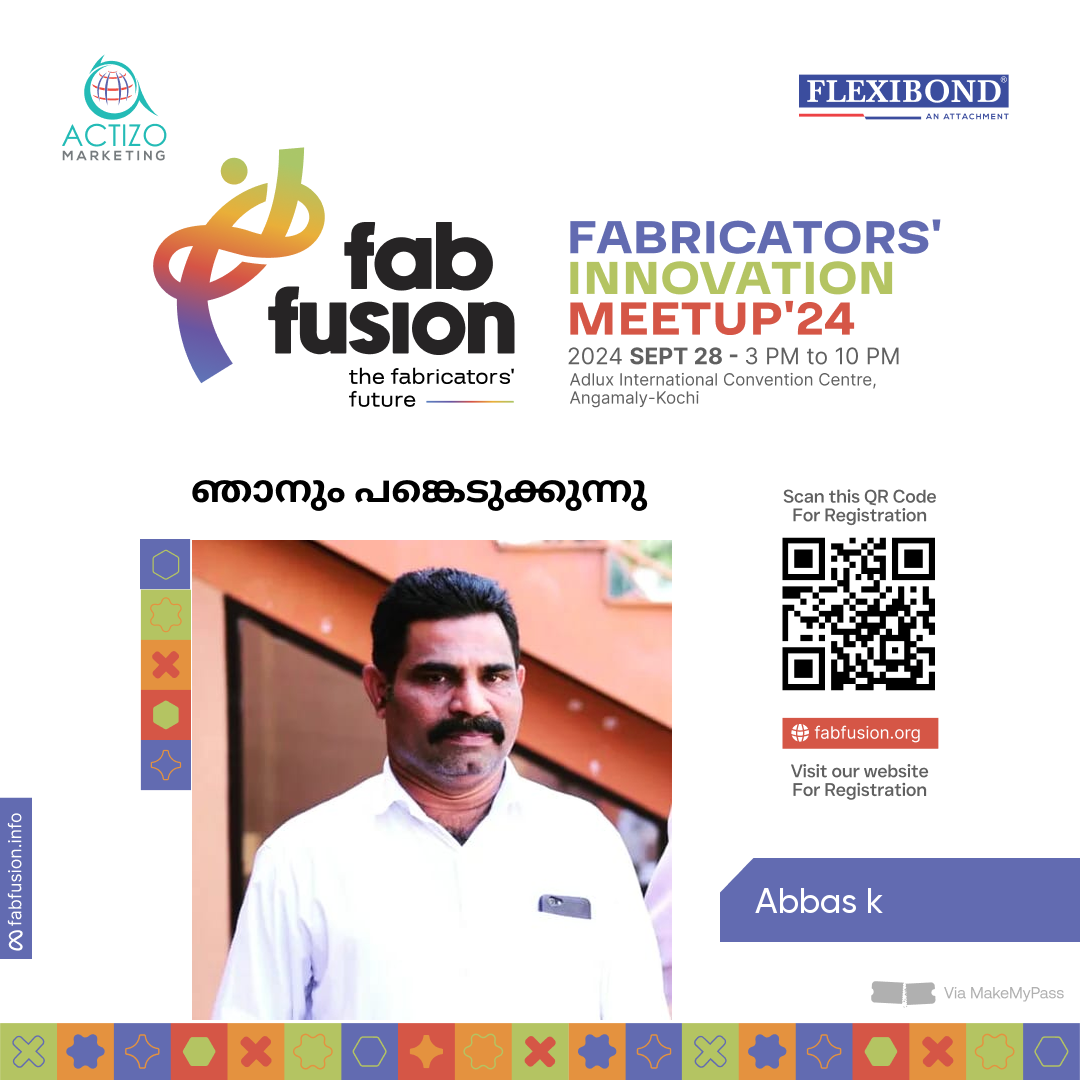 ACTIZO
MARKETING
FLEXIBOND®
AN ATTACHMENT
fab
fusion
the fabricators'
future
FABRICATORS'
INNOVATION
MEETUP'24
2024 SEPT 28 - 3 PM to 10 PM
Adlux International Convention Centre,
Angamaly-Kochi
ഞാനും പങ്കെടുക്കുന്നു
Scan this QR Code
For Registration
fabfusion.org
Visit our website
For Registration
fabfusion.info
Abbas k
Via MakeMyPass